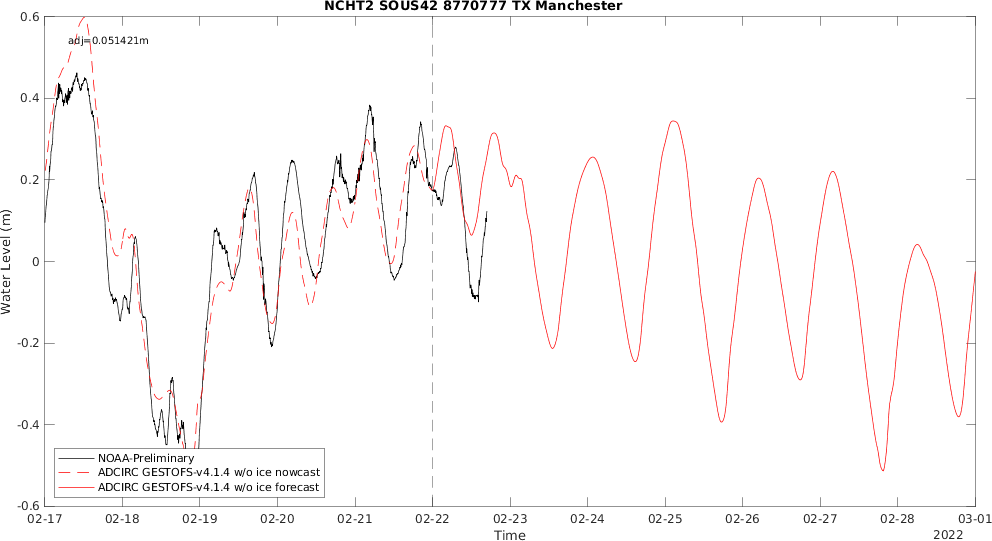 NCHT2 SOUS42 8770777 TX Manchester
adj=0.051421m
0.6
0.4
0.2
0
-0.2
-0.4
-0.6
Water Level (m)
NOAA-Preliminary
ADCIRC GESTOFS-v4.1.4 w/o ice nowcast
ADCIRC GESTOFS-v4.1.4 w/o ice forecast
02-17 02-18 02-19 02-20 02-21 02-22 02-23 02-24 02-25 02-26 02-27 02-28 03-01
Time
2022